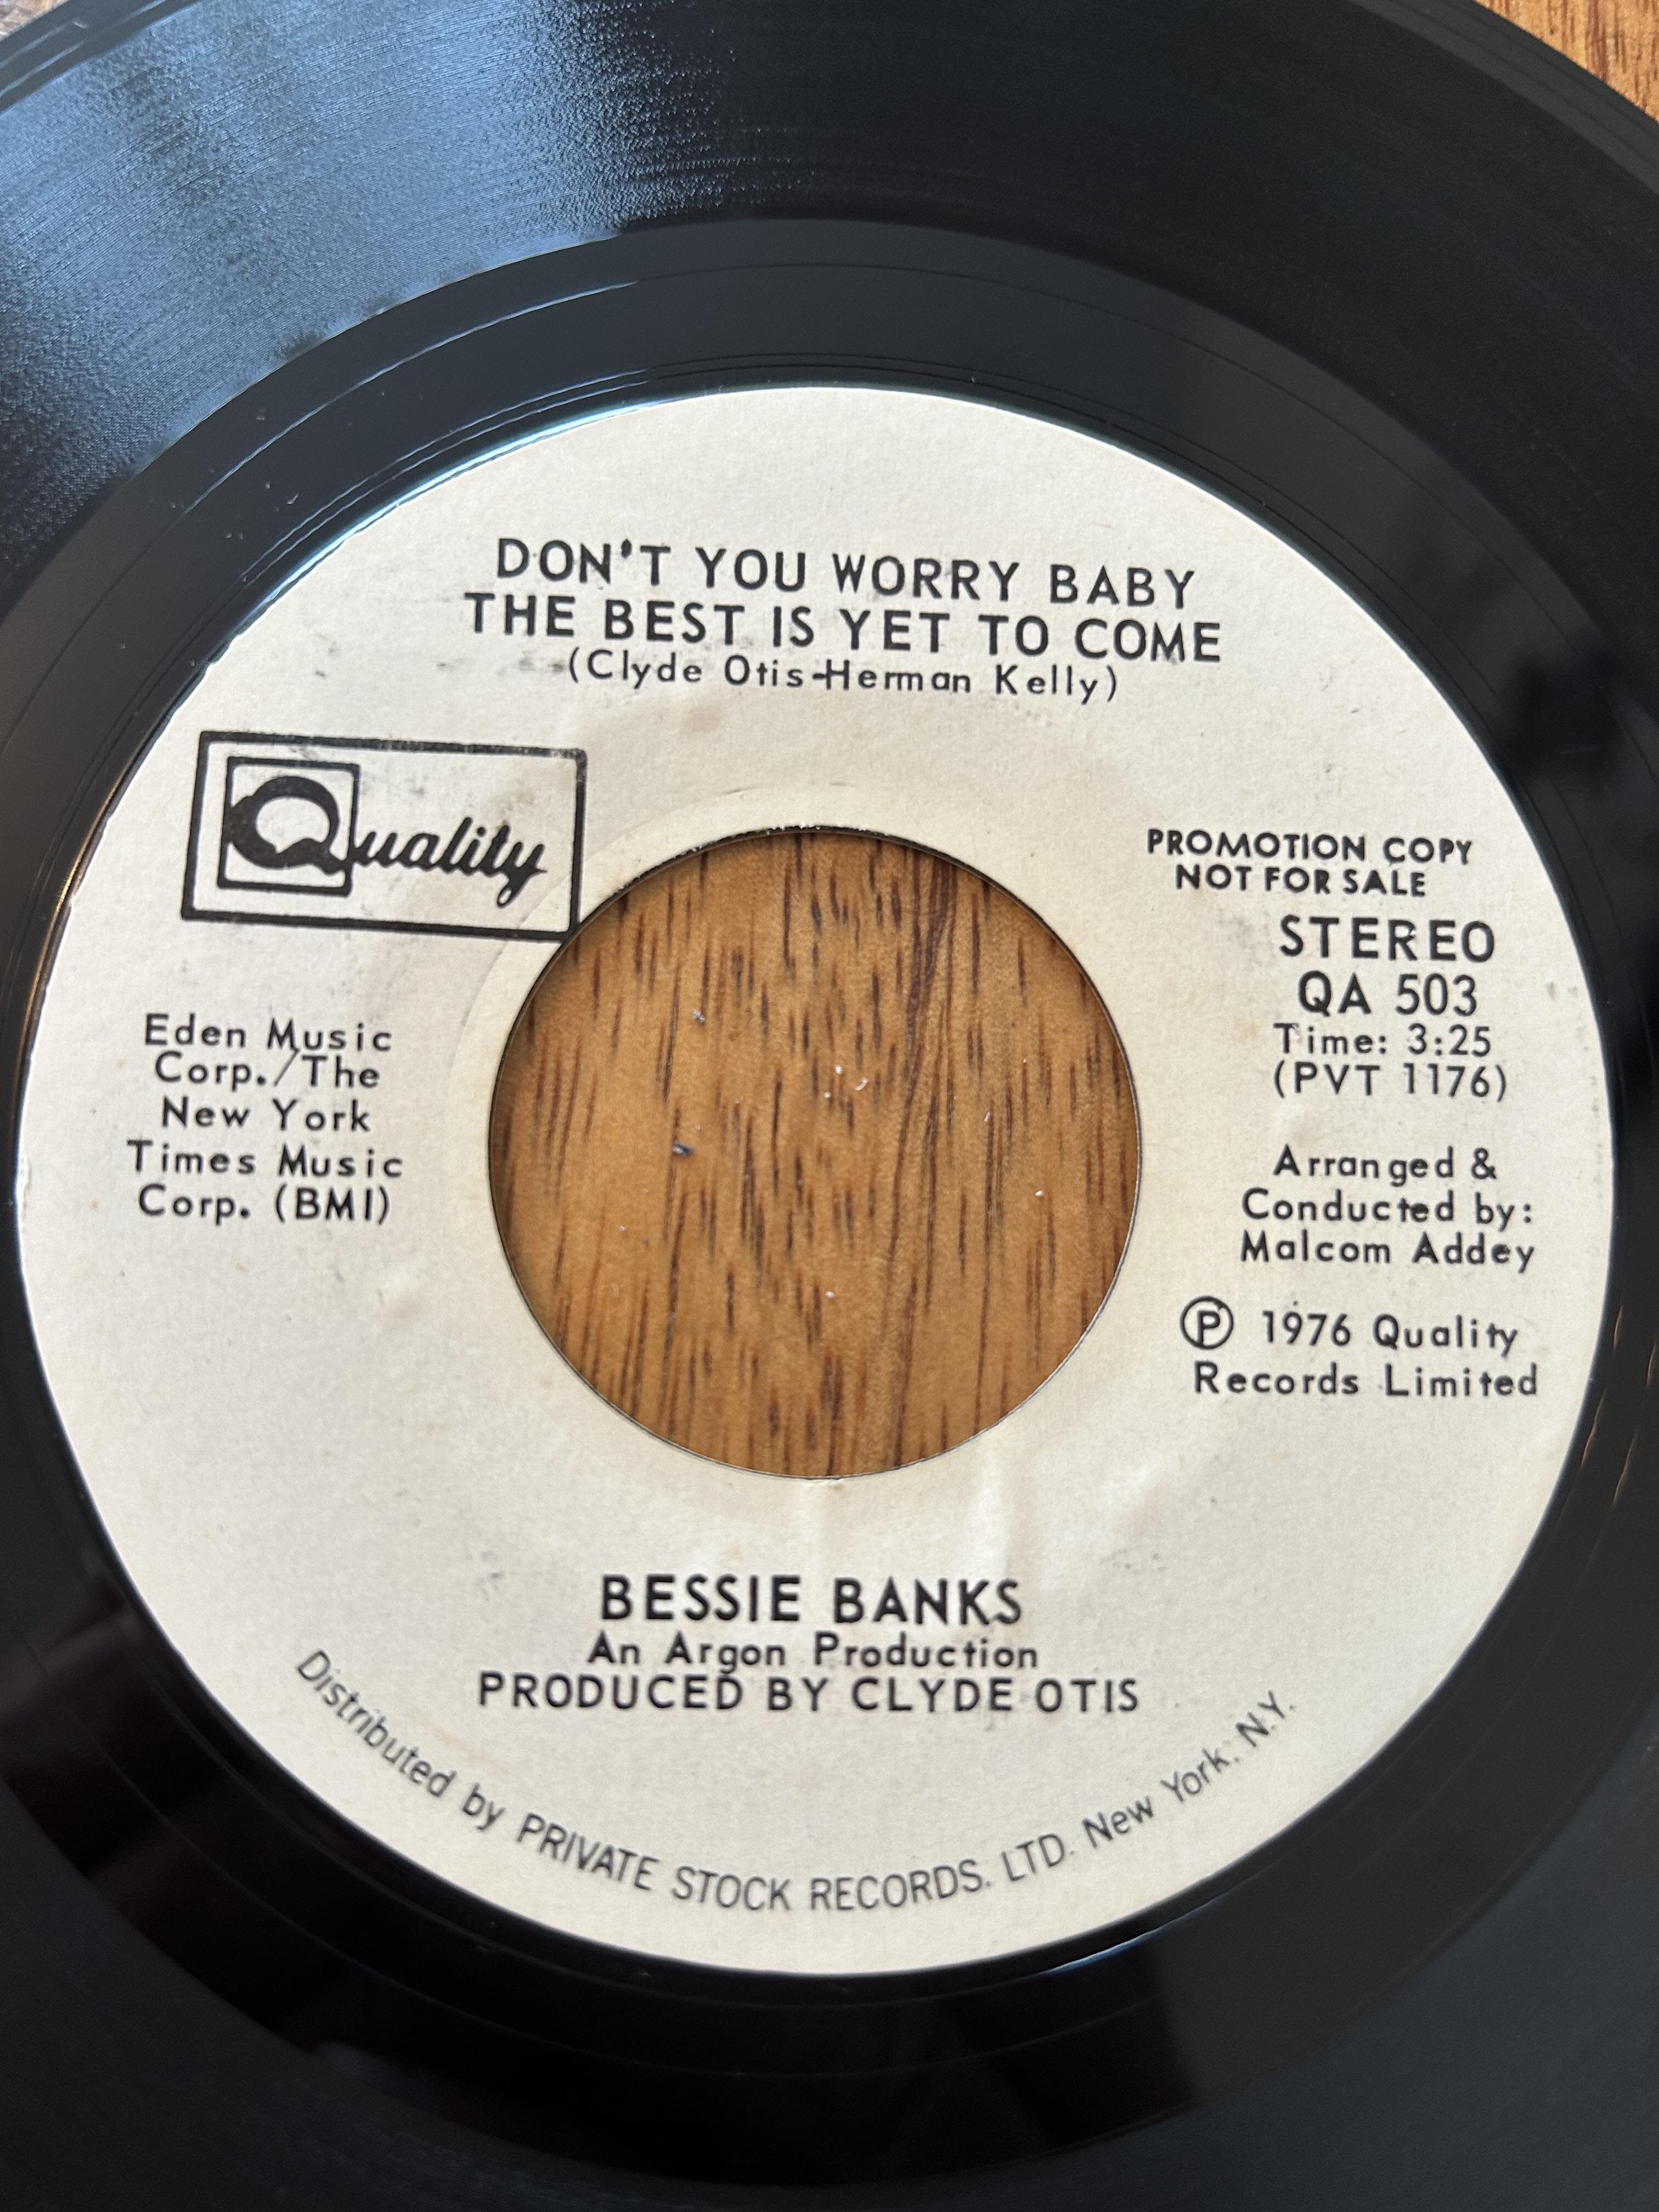 DON'T YOU WORRY BABY
THE BEST IS YET TO COME
(Clyde Otis-Herman Kelly)
Quality
PROMOTION COPY
NOT FOR SALE
STEREO
QA 503
Time: 3:25
(PVT 1176)
Eden Music
Corp./The
New York
Times Music
Corp. (BMI)
Arranged &
Conducted by:
Malcom Addey
Ⓟ 1976 Quality
Records Limited
BESSIE BANKS
An Argon Production
PRODUCED BY CLYDE OTIS
Distributed by PRIVATE STOCK RECORDS. LTD. New York. N.Y.